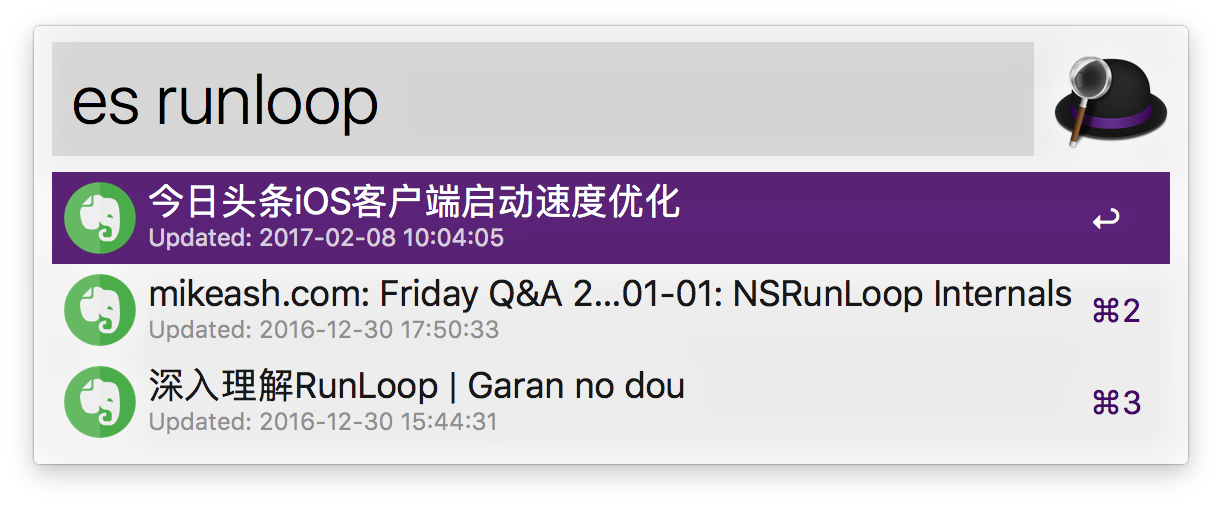 es runloop
今日头条iOS客户端启动速度优化
Updated: 2017-02-08 10:04:05
↩
mikeash.com: Friday Q&A 2...01-01: NSRunLoop Internals
Updated: 2016-12-30 17:50:33
⌘2
深入理解RunLoop | Garan no dou
Updated: 2016-12-30 15:44:31
⌘3